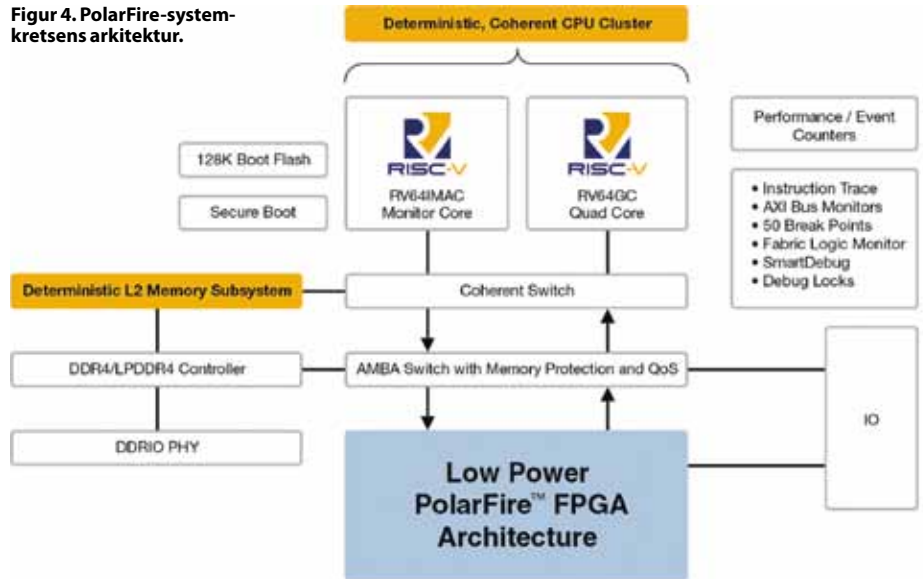 Figur 4. PolarFire-system-
kretsens arkitektur.
Deterministic, Coherent CPU Cluster
RISC-V
RV64IMAC
Monitor Core
RISC-V
RV64GC
Quad Core
128K Boot Flash
Secure Boot
Performance / Event
Counters
• Instruction Trace
• AXI Bus Monitors
• 50 Break Points
• Fabric Logic Monitor
• SmartDebug
• Debug Locks
Deterministic L2 Memory Subsystem
Coherent Switch
DDR4/LPDDR4 Controller
AMBA Switch with Memory Protection and QoS
IO
DDRIO PHY
Low Power
PolarFire™ FPGA
Architecture